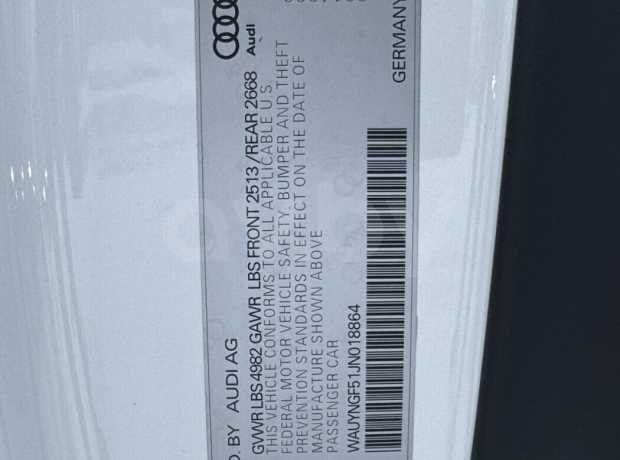 Audi
GERMANY
D. BY AUDI AG
GVWR LBS 4982 GAWR LBS FRONT 2513 /REAR 2668
THIS VEHICLE CONFORMS TO ALL APPLICABLE U S.
FEDERAL MOTOR VEHICLE SAFETY. BUMPER AND THEFT
PREVENTION STANDARDS IN EFFECT ON THE DATE OF
MANUFACTURE SHOWN ABOVE
PASSENGER CAR
WAUYNGF51JN018864